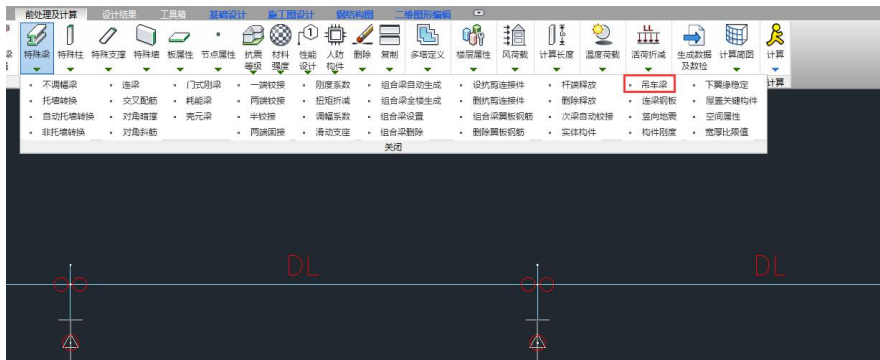 前处理及计算 设计结果 工具箱 基础设计 施工图设计 钢结构图 二维图形编辑
梁 特殊梁 特殊柱 特殊支撑 特殊墙 板属性 节点属性 抗震等级 材料强度 性能设计 人防构件 删除 复制 多塔定义 楼层属性 风荷载 计算长度 温度荷载 活荷折减 生成数据及数检 计算简图 计算
计算
不调幅梁 连梁 门式刚梁 一端铰接 刚度系数 组合梁自动生成 设抗剪连接件 杆端释放 吊车梁 下翼缘稳定
托墙转换 交叉配筋 耗能梁 两端铰接 扭矩折减 组合梁全楼生成 删抗剪连接件 删除释放 连梁钢板 屋盖关键构件
自动托墙转换 对角暗撑 壳元梁 半铰接 调幅系数 组合梁设置 组合梁翼板钢筋 次梁自动铰接 竖向地震 空间属性
非托墙转换 对角斜筋 两端固接 滑动支座 组合梁删除 删除翼板钢筋 实体构件 构件刚度 宽厚比限值
关闭
DL DL